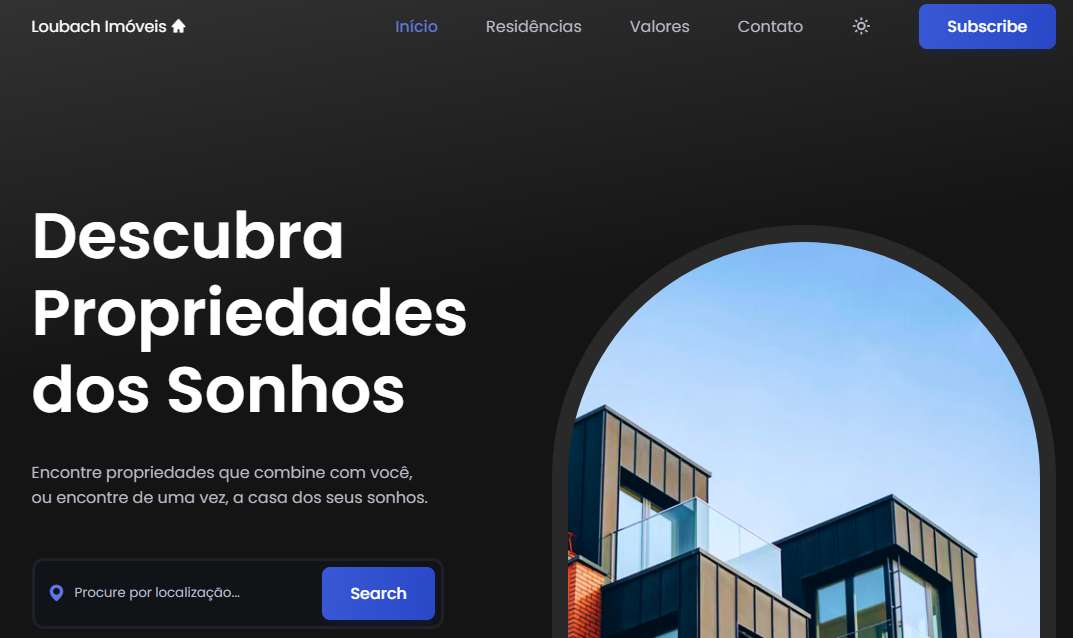 Loubach Imóveis
Início
Residências
Valores
Contato
Subscribe
Descubra
Propriedades
dos Sonhos
Encontre propriedades que combine com você,
ou encontre de uma vez, a casa dos seus sonhos.
Procure por localização...
Search